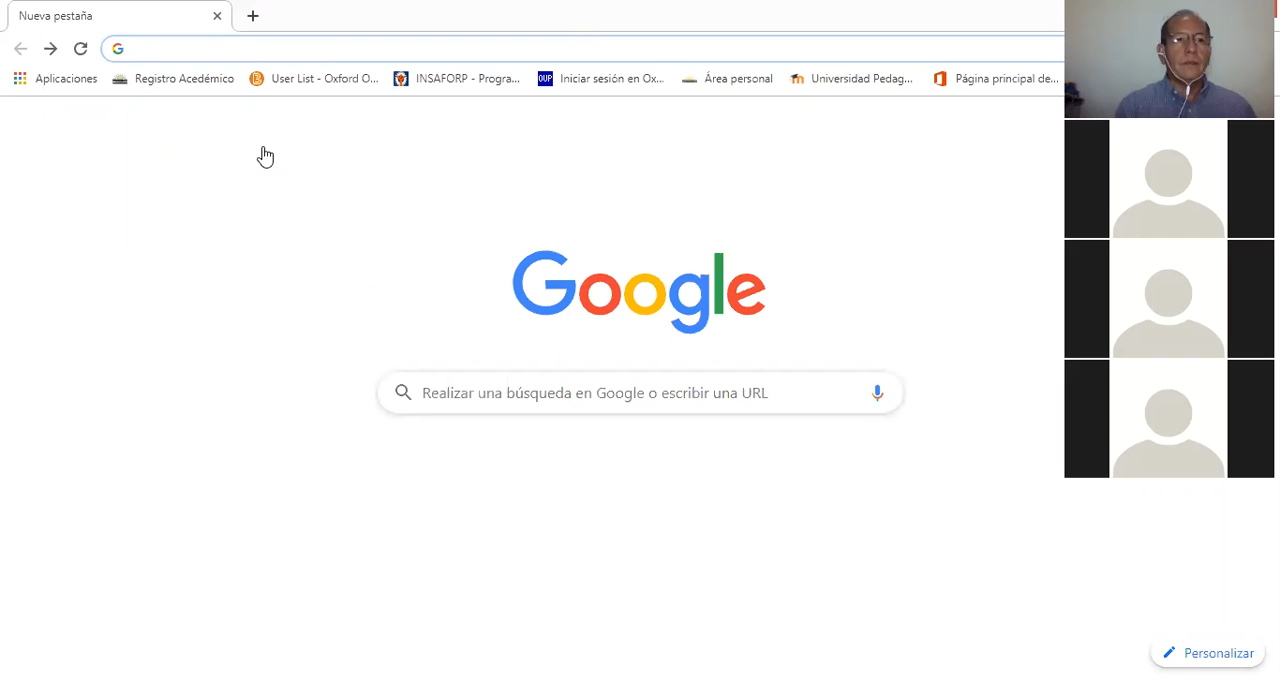 Nueva pestaña
Aplicaciones Registro Acedémico User List - Oxford O... INSAFORP - Progra... OUP Iniciar sesión en Ox... Área personal Universidad Pedag... Página principal de...
Google
Realizar una búsqueda en Google o escribir una URL
Personalizar